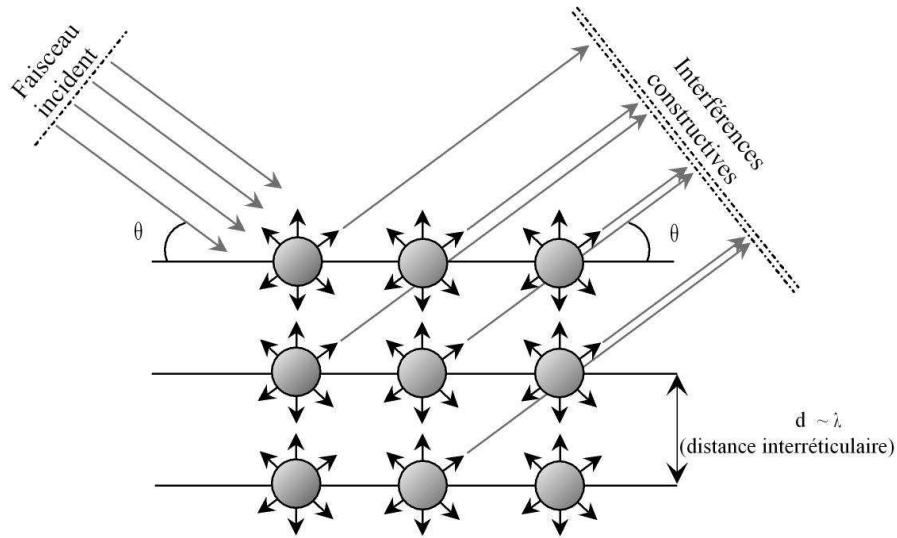 Faisceau
incident
Interférences
constructives
θ
θ
d ~ λ
(distance interréticulaire)